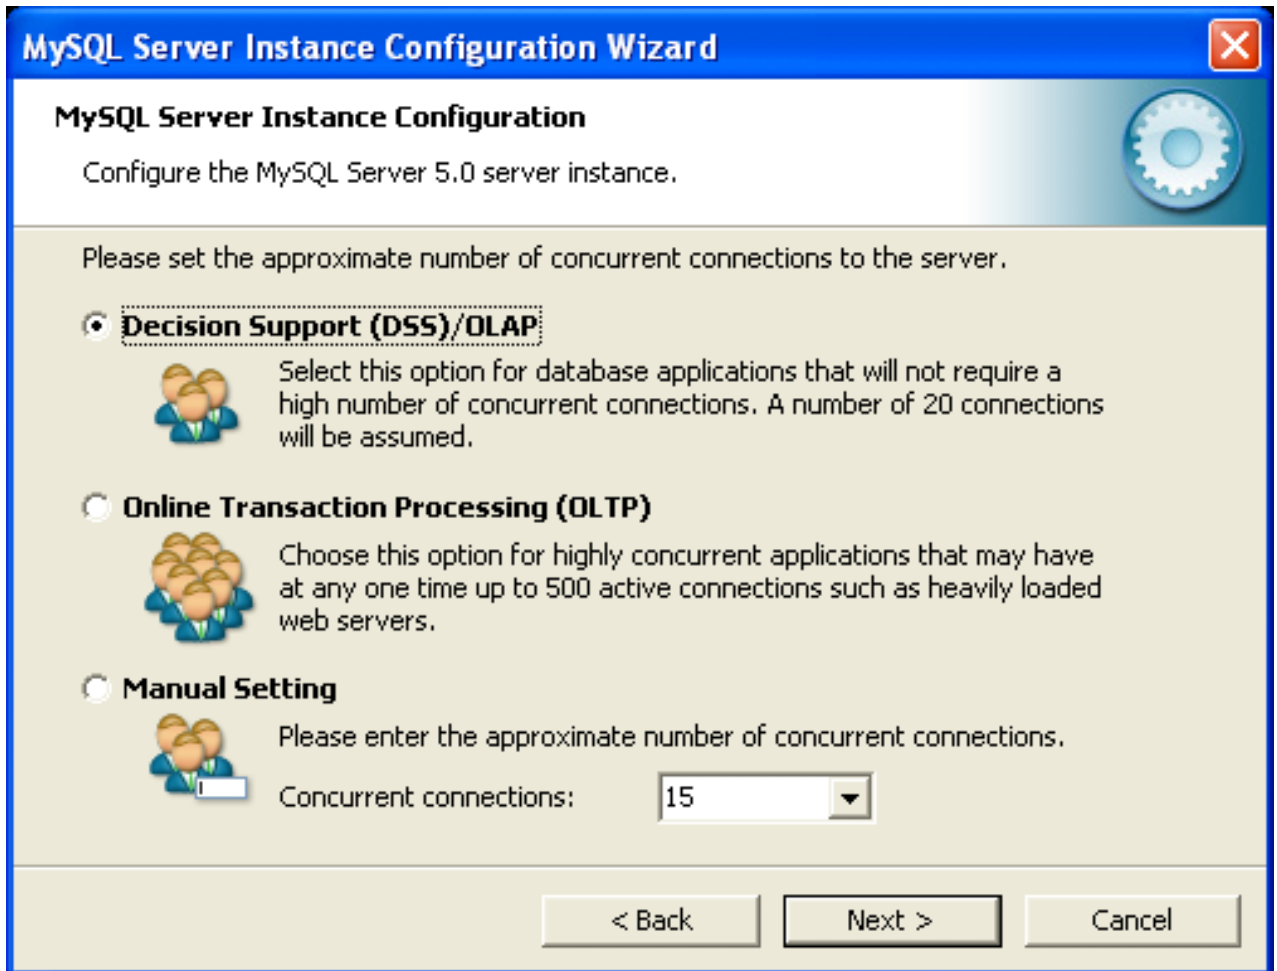 MySQL Server Instance Configuration Wizard
MySQL Server Instance Configuration
Configure the MySQL Server 5.0 server instance.
Please set the approximate number of concurrent connections to the server.
Decision Support (DSS)/OLAP
Select this option for database applications that will not require a
high number of concurrent connections. A number of 20 connections
will be assumed.
Online Transaction Processing (OLTP)
Choose this option for highly concurrent applications that may have
at any one time up to 500 active connections such as heavily loaded
web servers.
Manual Setting
Please enter the approximate number of concurrent connections.
Concurrent connections: 15
< Back Next > Cancel